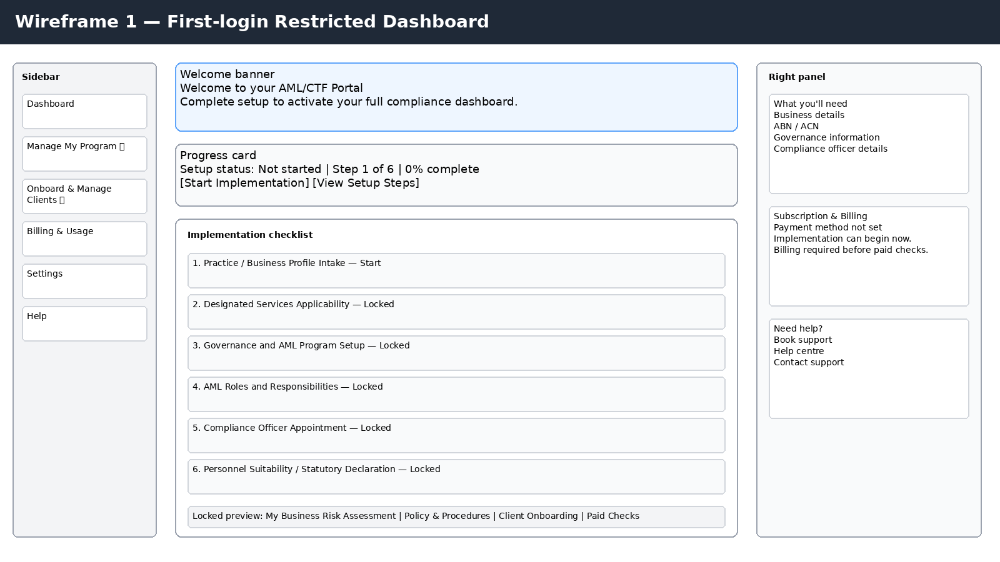 Wireframe 1 — First-login Restricted Dashboard
Sidebar
Dashboard
Manage My Program
Onboard & Manage
Clients
Billing & Usage
Settings
Help
Welcome banner
Welcome to your AML/CTF Portal
Complete setup to activate your full compliance dashboard.
Progress card
Setup status: Not started | Step 1 of 6 | 0% complete
[Start Implementation] [View Setup Steps]
Implementation checklist
1. Practice / Business Profile Intake — Start
2. Designated Services Applicability — Locked
3. Governance and AML Program Setup — Locked
4. AML Roles and Responsibilities — Locked
5. Compliance Officer Appointment — Locked
6. Personnel Suitability / Statutory Declaration — Locked
Locked preview: My Business Risk Assessment | Policy & Procedures | Client Onboarding | Paid Checks
Right panel
What you'll need
Business details
ABN / ACN
Governance information
Compliance officer details
Subscription & Billing
Payment method not set
Implementation can begin now.
Billing required before paid checks.
Need help?
Book support
Help centre
Contact support